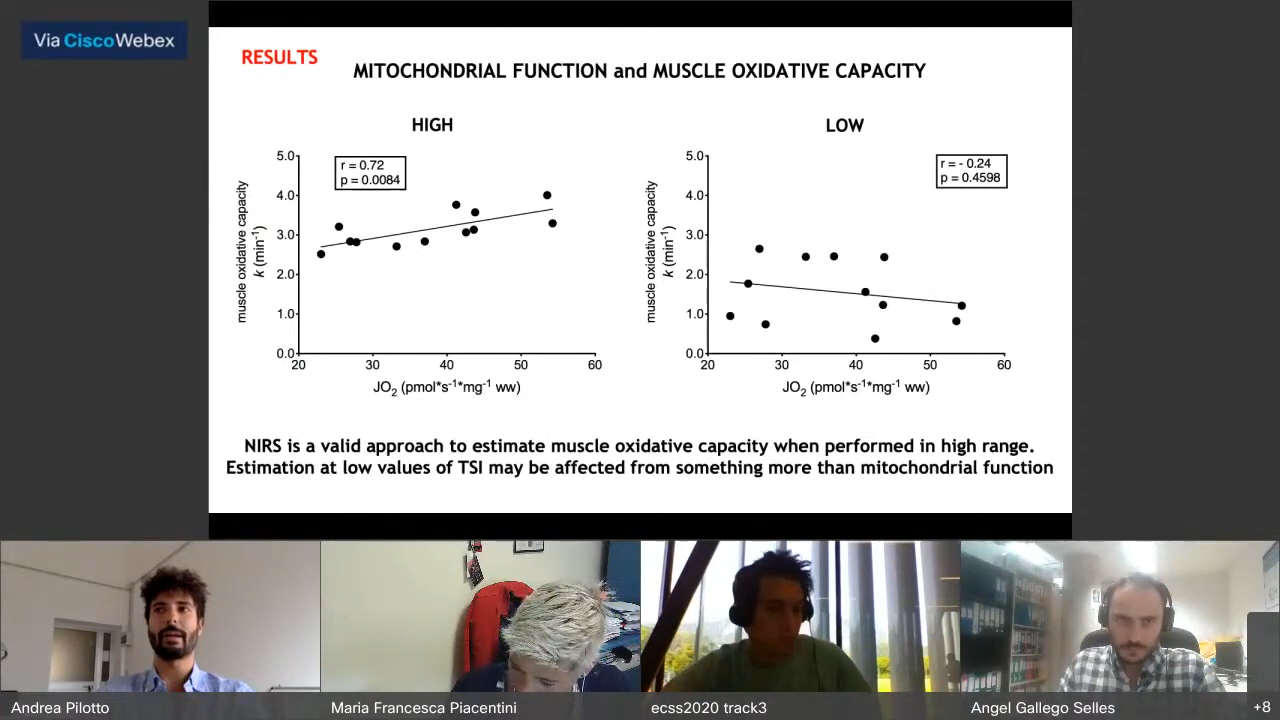 Via Cisco Webex
RESULTS
MITOCHONDRIAL FUNCTION and MUSCLE OXIDATIVE CAPACITY
HIGH
r = 0.72
p = 0.0084
muscle oxidative capacity
k (min⁻¹)
5.0
4.0
3.0
2.0
1.0
0.0
20 30 40 50 60
JO₂ (pmol*s⁻¹*mg⁻¹ ww)
LOW
r = - 0.24
p = 0.4598
muscle oxidative capacity
k (min⁻¹)
5.0
4.0
3.0
2.0
1.0
0.0
20 30 40 50 60
JO₂ (pmol*s⁻¹*mg⁻¹ ww)
NIRS is a valid approach to estimate muscle oxidative capacity when performed in high range.
Estimation at low values of TSI may be affected from something more than mitochondrial function
Andrea Pilotto
Maria Francesca Piacentini
ecss2020 track3
Angel Gallego Selles
+8